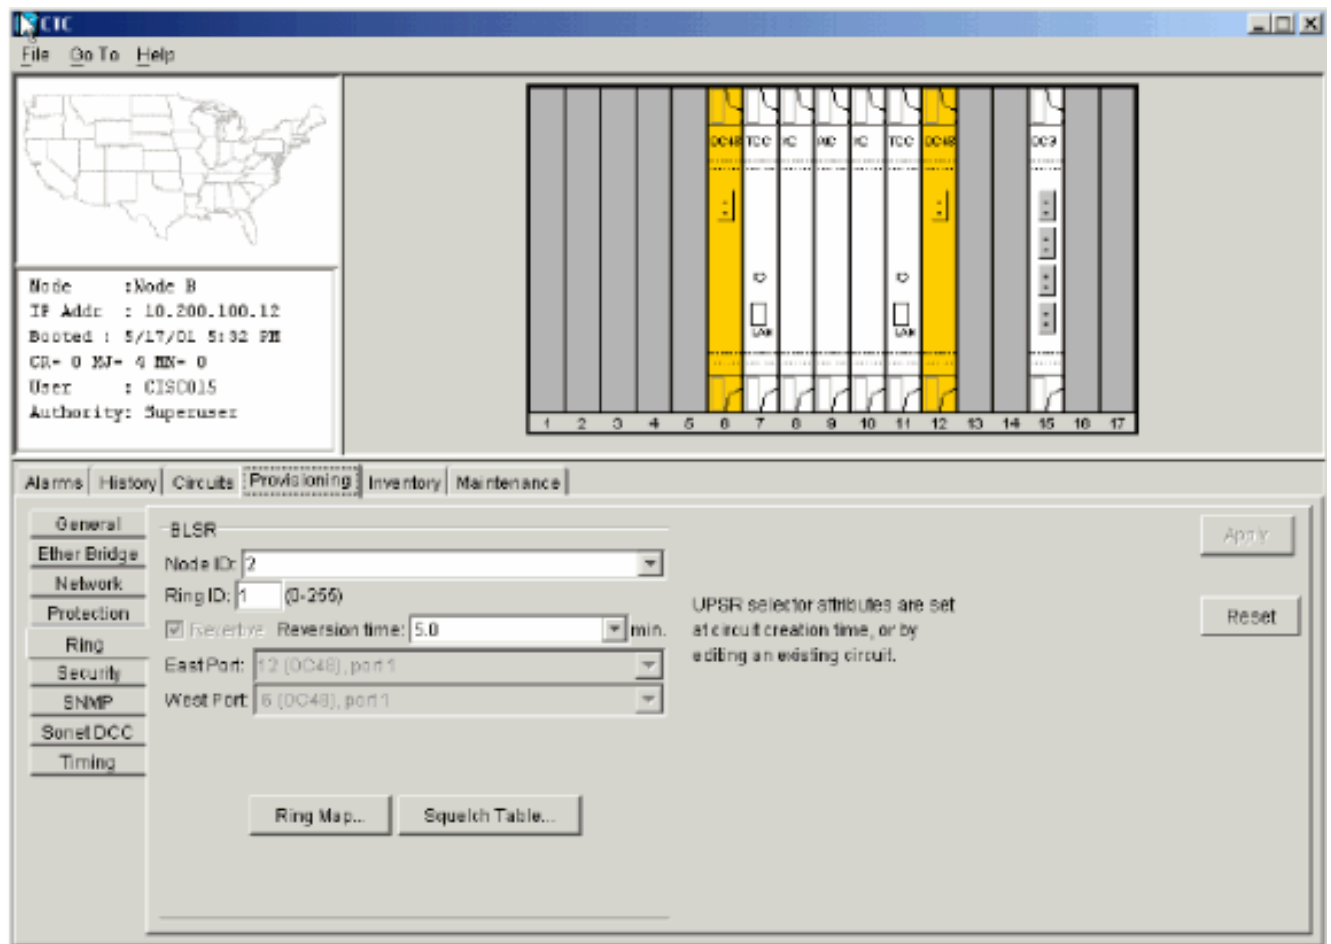 CTC
File Go To Help
Node :Node B
IP Addr : 10.200.100.12
Booted : 5/17/01 5:32 PM
CR- 0 MJ- 4 MN- 0
User : CISCO15
Authority: Superuser
OC48 TCC XC AIC XC TCC OC48 OC3
LAN LAN
1 2 3 4 5 6 7 8 9 10 11 12 13 14 15 16 17
Alarms History Circuits Provisioning Inventory Maintenance
General
Ether Bridge
Network
Protection
Ring
Security
SNMP
Sonet DCC
Timing
BLSR
Node ID: 2
Ring ID: 1 (0-255)
Revertive Reversion time: 5.0 min.
East Port: 12 (OC48), port 1
West Port: 6 (OC48), port 1
Ring Map... Squelch Table...
UPSR selector attributes are set
at circuit creation time, or by
editing an existing circuit.
Apply
Reset